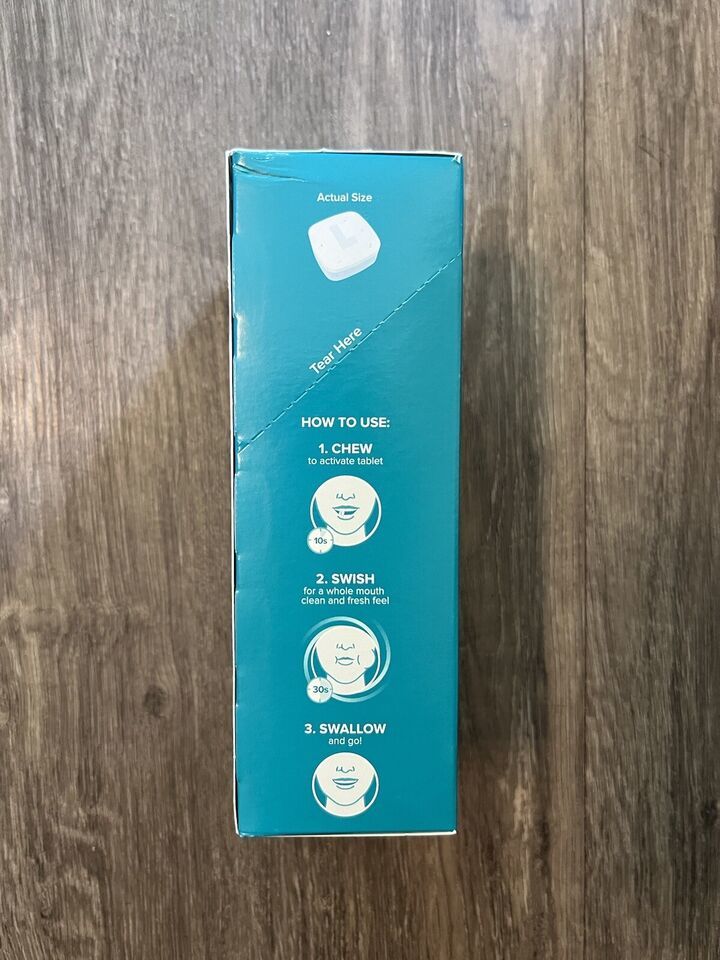 Actual Size
L
Tear Here
HOW TO USE:
1. CHEW
to activate tablet
10s
2. SWISH
for a whole mouth
clean and fresh feel
30s
3. SWALLOW
and go!